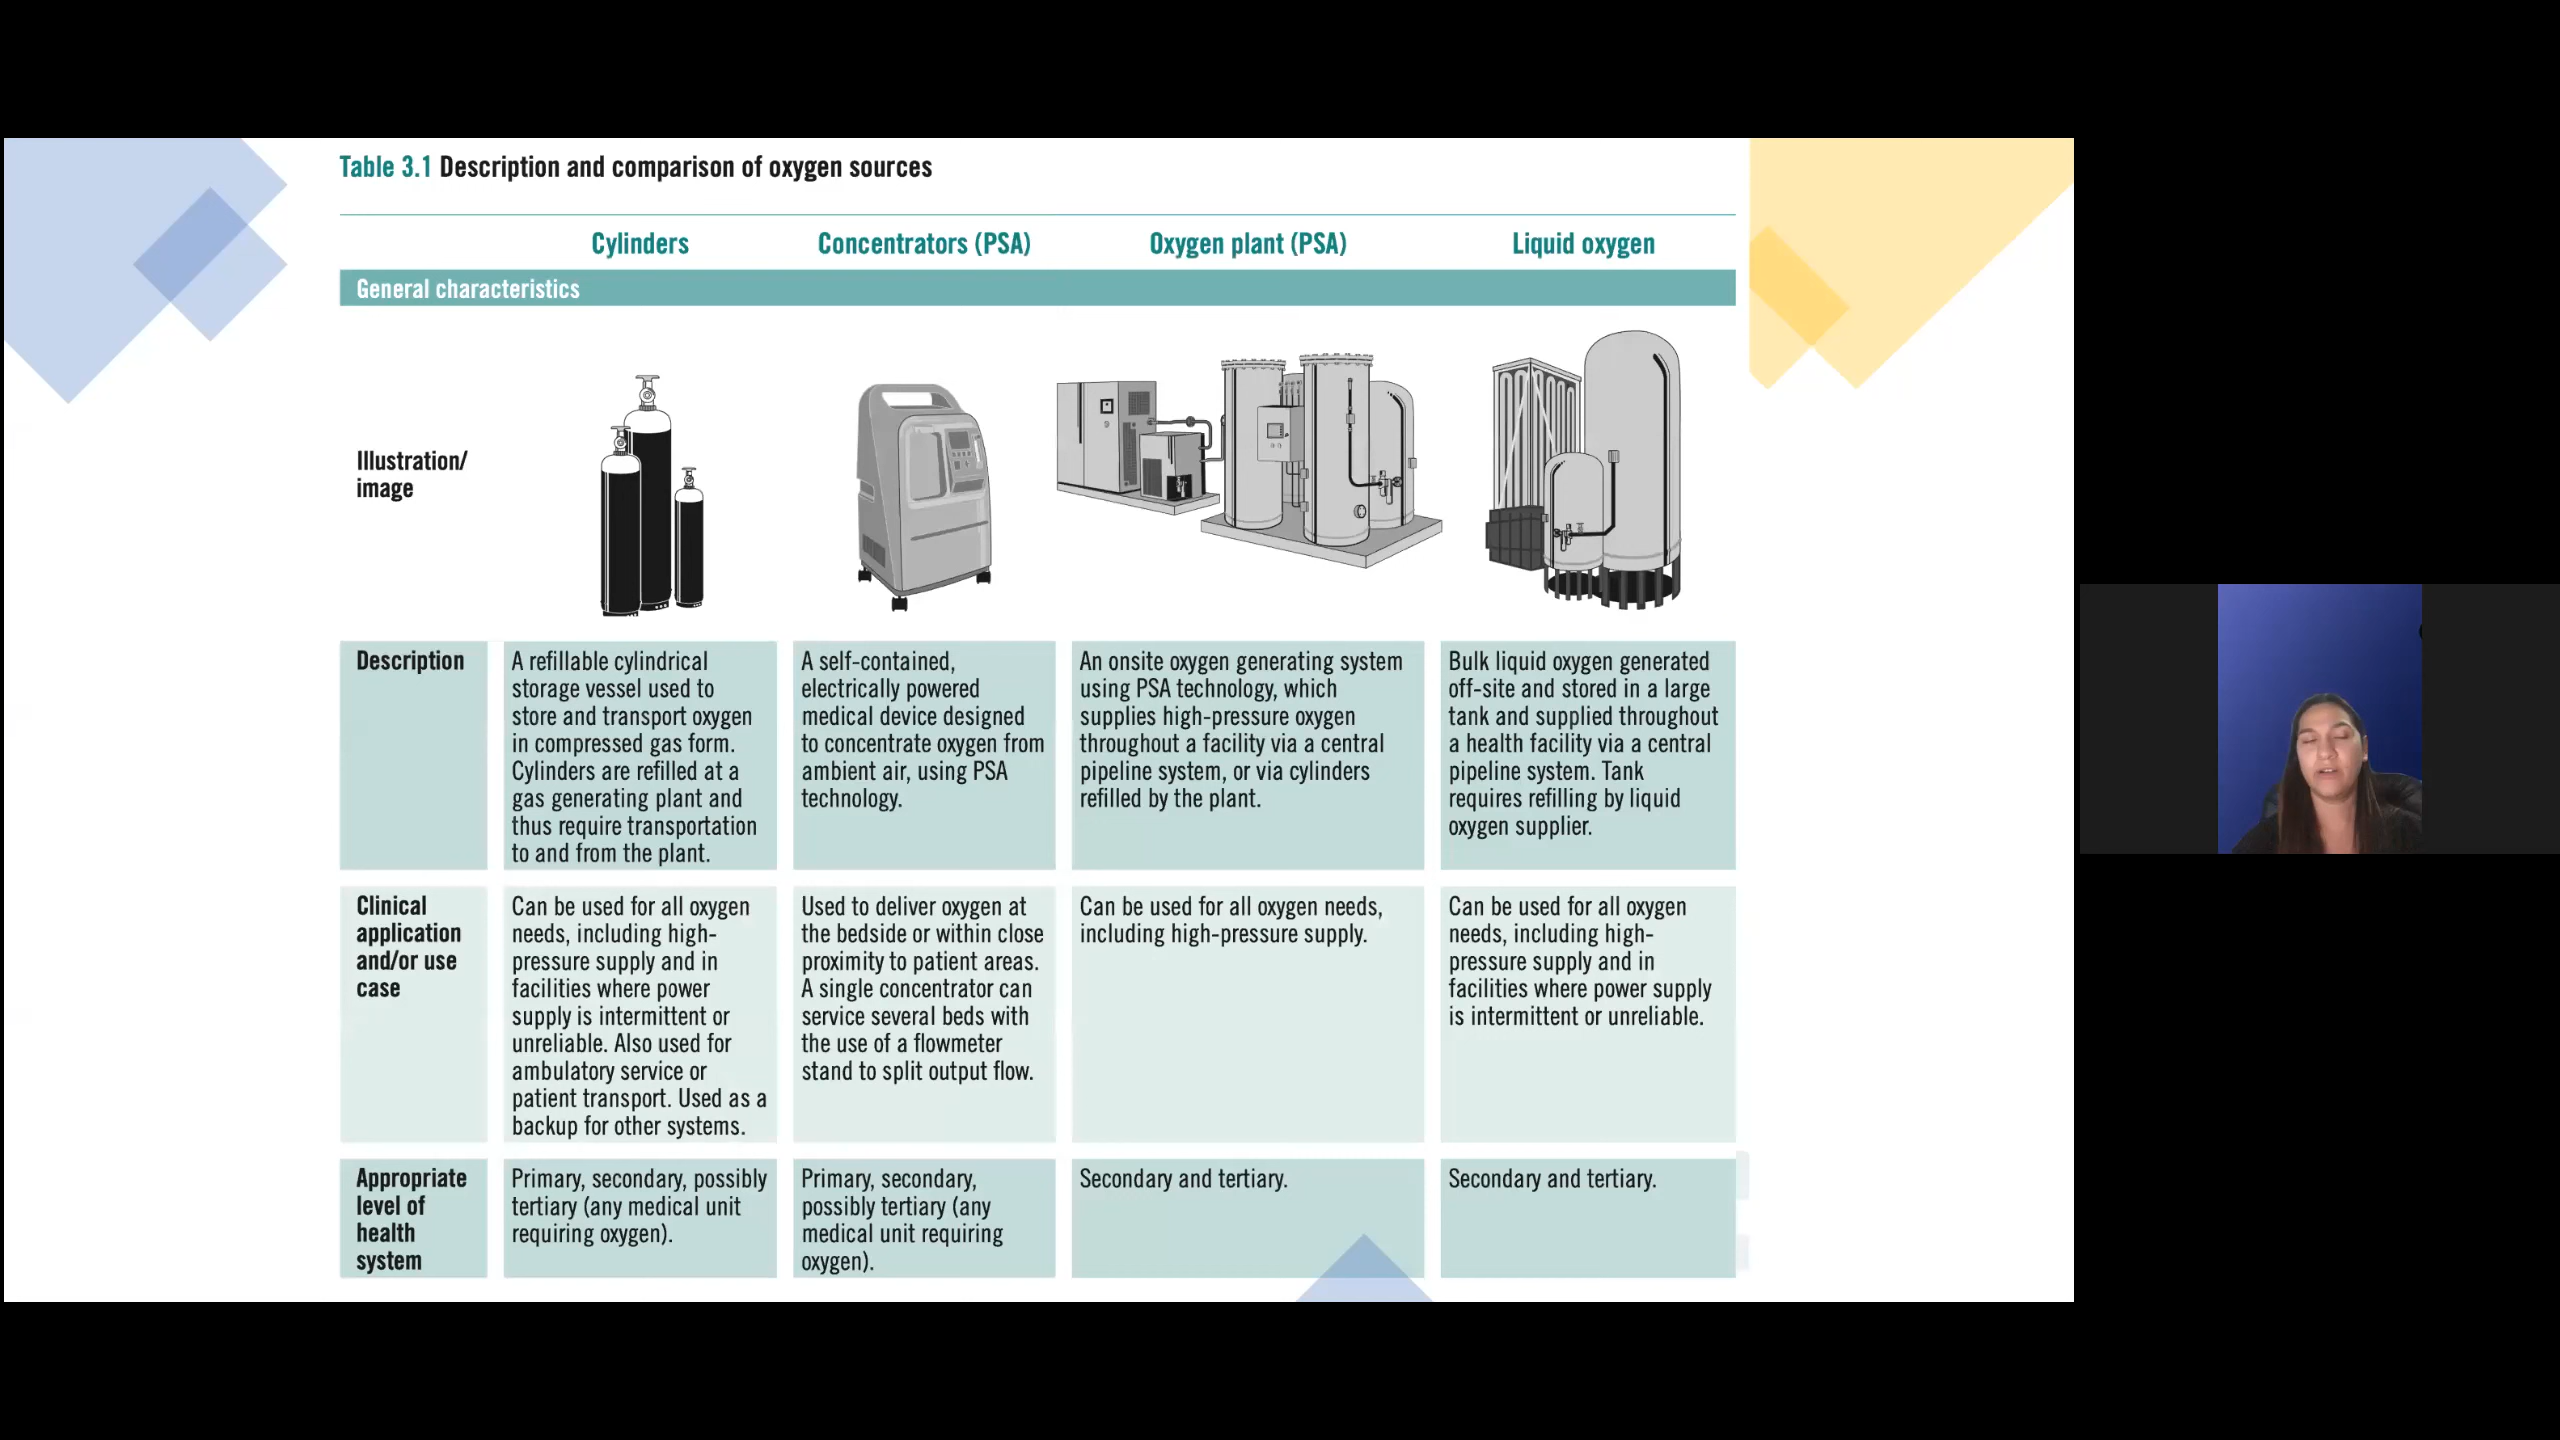 Table 3.1 Description and comparison of oxygen sources
Cylinders
Concentrators (PSA)
Oxygen plant (PSA)
Liquid oxygen
General characteristics
Illustration/
image
Description
A refillable cylindrical
storage vessel used to
store and transport oxygen
in compressed gas form.
Cylinders are refilled at a
gas generating plant and
thus require transportation
to and from the plant.
A self-contained,
electrically powered
medical device designed
to concentrate oxygen from
ambient air, using PSA
technology.
An onsite oxygen generating system
using PSA technology, which
supplies high-pressure oxygen
throughout a facility via a central
pipeline system, or via cylinders
refilled by the plant.
Bulk liquid oxygen generated
off-site and stored in a large
tank and supplied throughout
a health facility via a central
pipeline system. Tank
requires refilling by liquid
oxygen supplier.
Clinical
application
and/or use
case
Can be used for all oxygen
needs, including high-
pressure supply and in
facilities where power
supply is intermittent or
unreliable. Also used for
ambulatory service or
patient transport. Used as a
backup for other systems.
Used to deliver oxygen at
the bedside or within close
proximity to patient areas.
A single concentrator can
service several beds with
the use of a flowmeter
stand to split output flow.
Can be used for all oxygen needs,
including high-pressure supply.
Can be used for all oxygen
needs, including high-
pressure supply and in
facilities where power supply
is intermittent or unreliable.
Appropriate
level of
health
system
Primary, secondary, possibly
tertiary (any medical unit
requiring oxygen).
Primary, secondary,
possibly tertiary (any
medical unit requiring
oxygen).
Secondary and tertiary.
Secondary and tertiary.